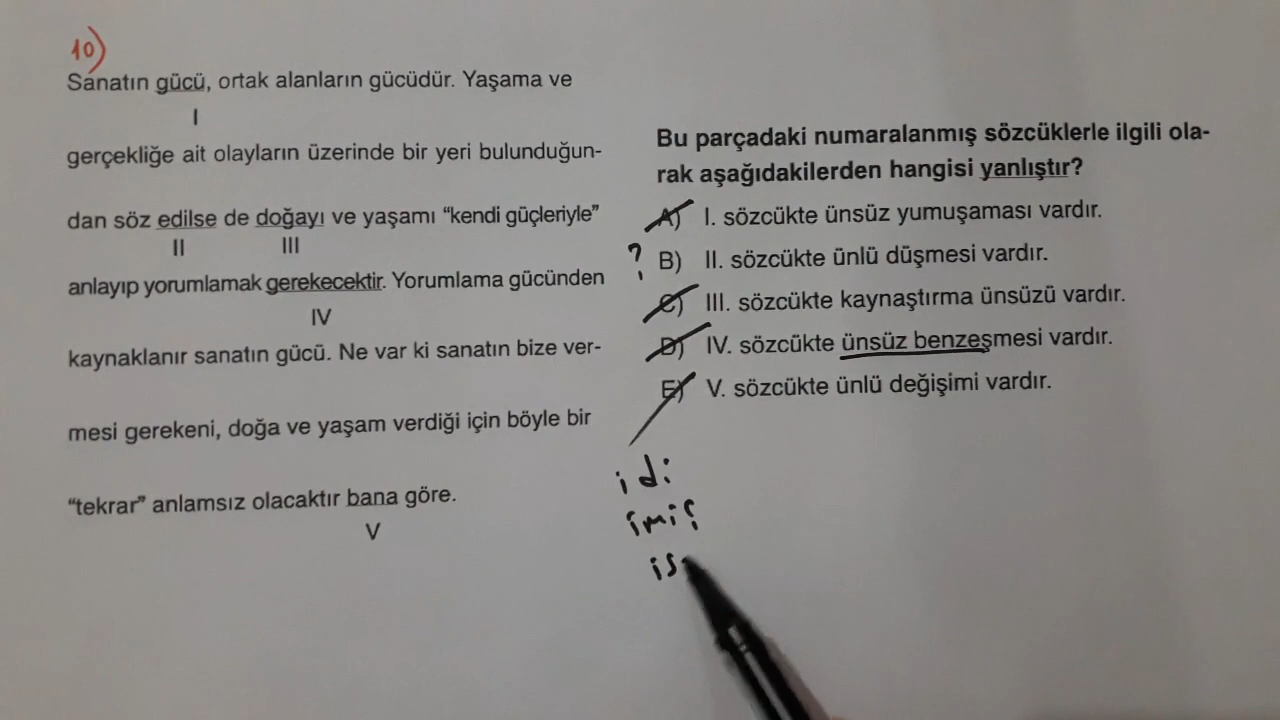 10)
Sanatın gücü, ortak alanların gücüdür. Yaşama ve
I
gerçekliğe ait olayların üzerinde bir yeri bulunduğun-
dan söz edilse de doğayı ve yaşamı “kendi güçleriyle”
II III
anlayıp yorumlamak gerekecektir. Yorumlama gücünden
IV
kaynaklanır sanatın gücü. Ne var ki sanatın bize ver-
mesi gerekeni, doğa ve yaşam verdiği için böyle bir
“tekrar” anlamsız olacaktır bana göre.
V
Bu parçadaki numaralanmış sözcüklerle ilgili ola-
rak aşağıdakilerden hangisi yanlıştır?
A) I. sözcükte ünsüz yumuşaması vardır.
? B) II. sözcükte ünlü düşmesi vardır.
C) III. sözcükte kaynaştırma ünsüzü vardır.
D) IV. sözcükte ünsüz benzeşmesi vardır.
E) V. sözcükte ünlü değişimi vardır.
idi
imiş
is